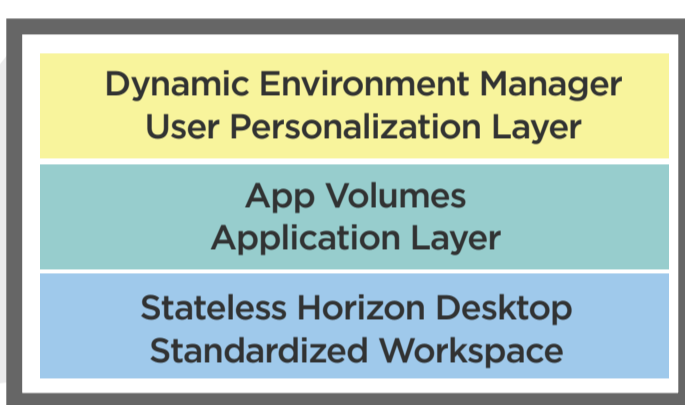 Dynamic Environment Manager
User Personalization Layer
App Volumes
Application Layer
Stateless Horizon Desktop
Standardized Workspace